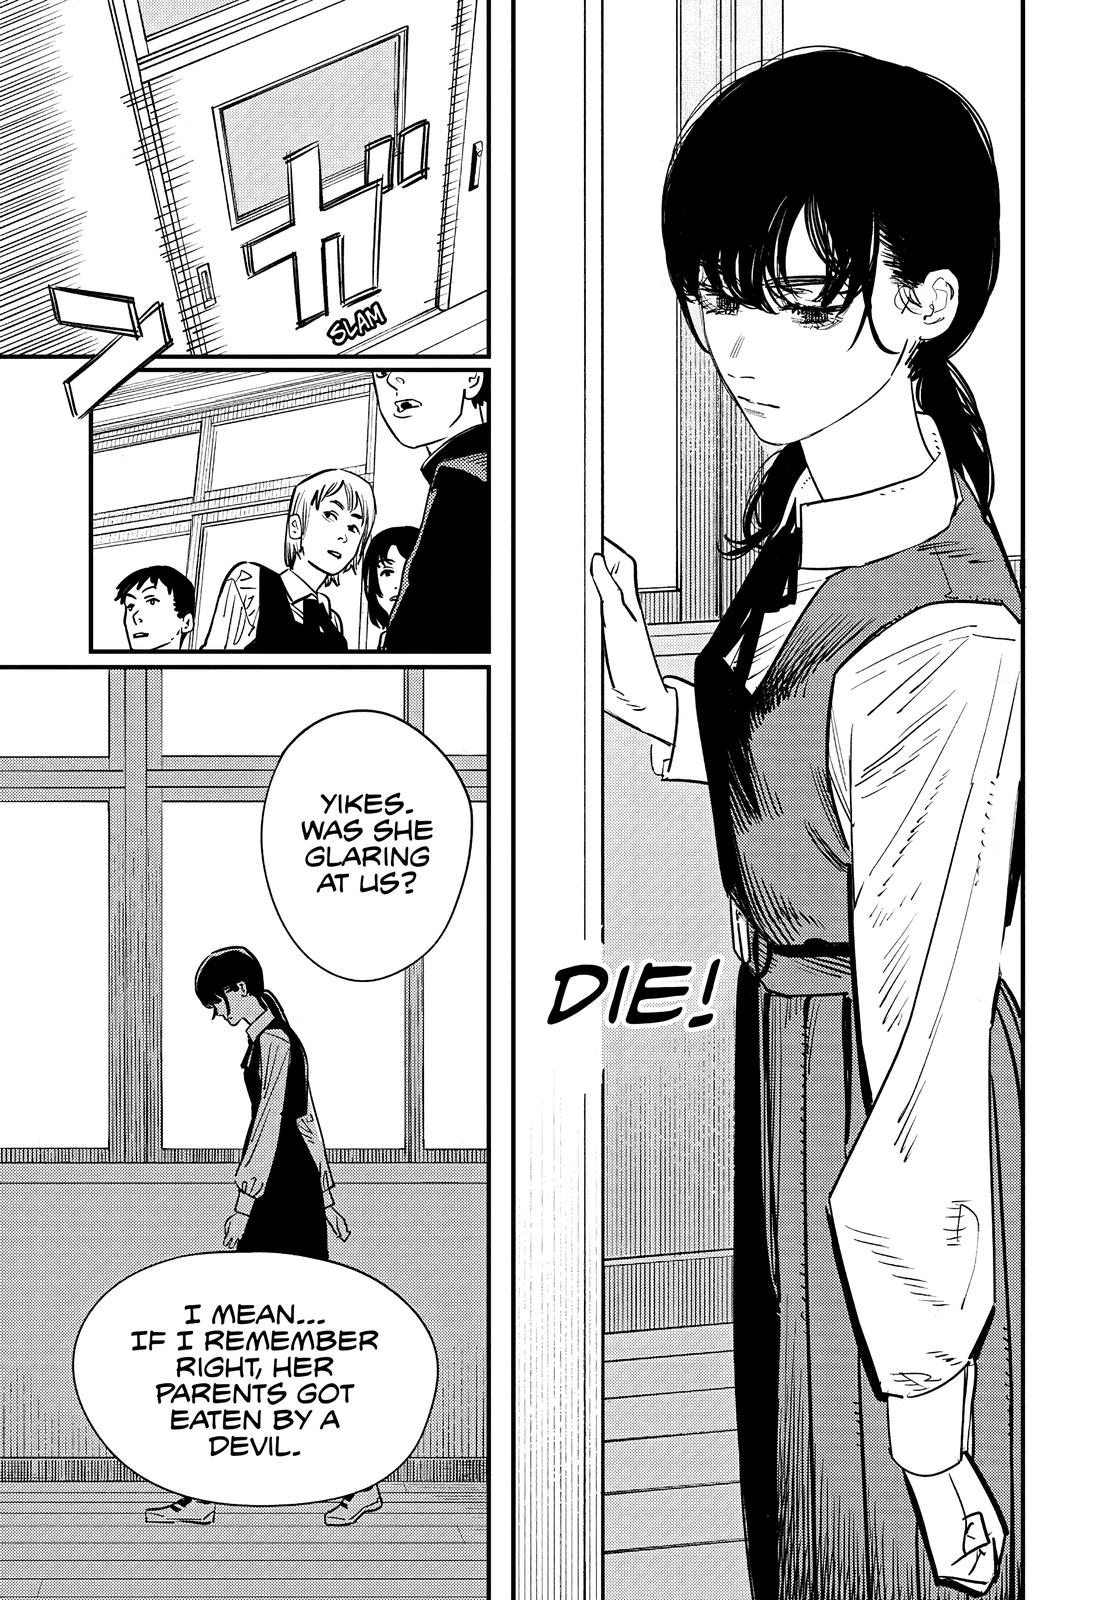 DIE!
ガラッ
SLAM
YIKES.
WAS SHE
GLARING
AT US?
I MEAN...
IF I REMEMBER
RIGHT, HER
PARENTS GOT
EATEN BY A
DEVIL.